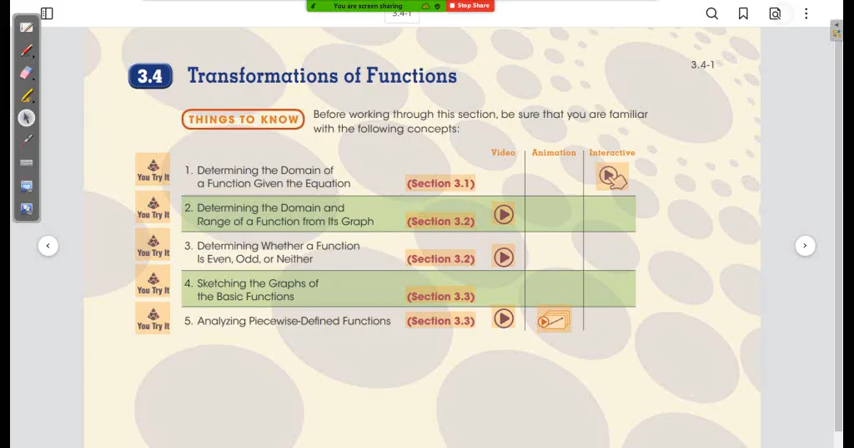 You are screen sharing
Stop Share
3.4-1
3.4-1
3.4 Transformations of Functions
THINGS TO KNOW
Before working through this section, be sure that you are familiar
with the following concepts:
Video Animation Interactive
You Try It
1. Determining the Domain of
a Function Given the Equation (Section 3.1)
You Try It
2. Determining the Domain and
Range of a Function from Its Graph (Section 3.2)
You Try It
3. Determining Whether a Function
Is Even, Odd, or Neither (Section 3.2)
You Try It
4. Sketching the Graphs of
the Basic Functions (Section 3.3)
You Try It
5. Analyzing Piecewise-Defined Functions (Section 3.3)